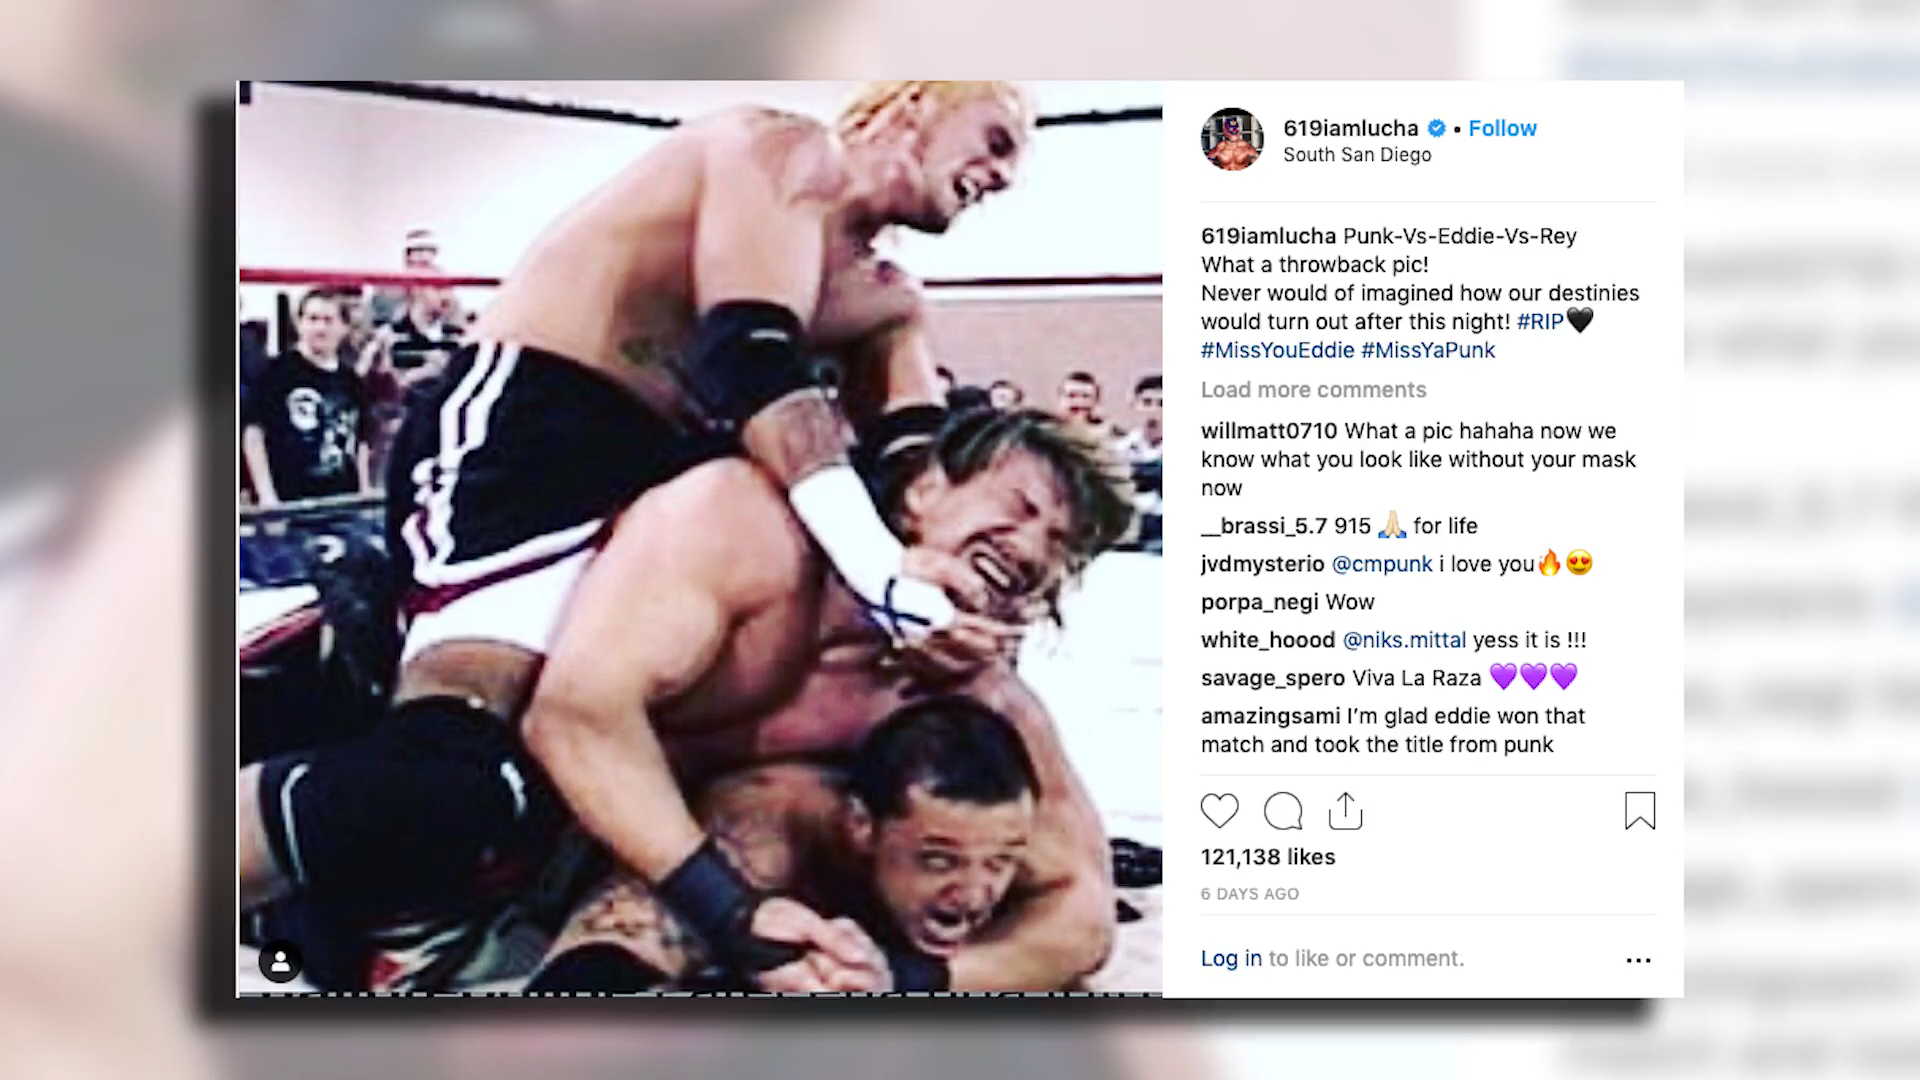 619iamlucha • Follow
South San Diego
619iamlucha Punk-Vs-Eddie-Vs-Rey
What a throwback pic!
Never would of imagined how our destinies
would turn out after this night! #RIP🖤
#MissYouEddie #MissYaPunk
Load more comments
willmatt0710 What a pic hahaha now we
know what you look like without your mask
now
__brassi_5.7 915 🙏🏻 for life
jvdmysterio @cmpunk i love you🔥😍
porpa_negi Wow
white_hoood @niks.mittal yess it is !!!
savage_spero Viva La Raza 💜💜💜
amazingsami I’m glad eddie won that
match and took the title from punk
121,138 likes
6 DAYS AGO
Log in to like or comment.